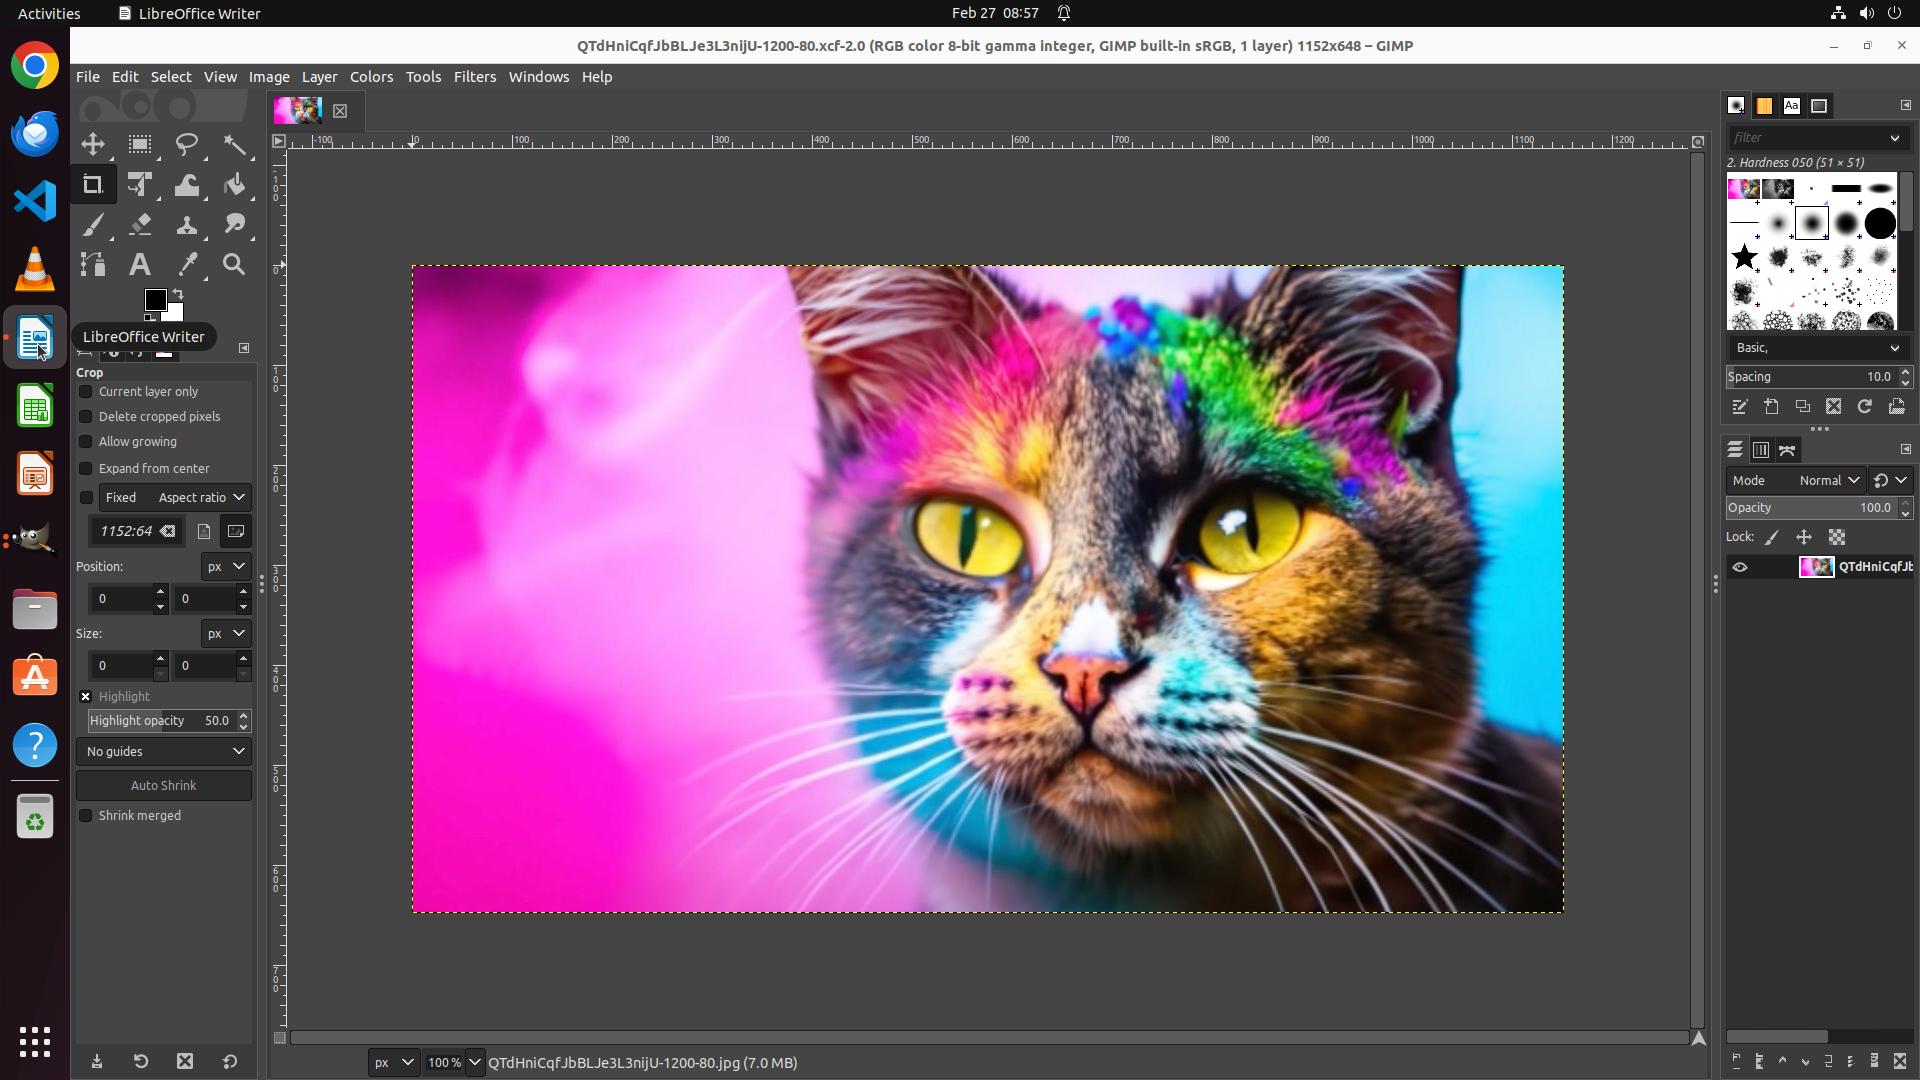 Activities
LibreOffice Writer
Feb 27 08:57
QTdHniCqfJbBLJe3L3nijU-1200-80.xcf-2.0 (RGB color 8-bit gamma integer, GIMP built-in sRGB, 1 layer) 1152x648 – GIMP
File Edit Select View Image Layer Colors Tools Filters Windows Help
-100 0 100 200 300 400 500 600 700 800 900 1000 1100 1200
filter
2. Hardness 050 (51 × 51)
LibreOffice Writer
Basic,
Crop
Spacing 10.0
Current layer only
Delete cropped pixels
Allow growing
Expand from center
Mode Normal
Fixed Aspect ratio
Opacity 100.0
1152:64
Lock:
Position: px
QTdHniCqfJb
0 0
Size: px
0 0
Highlight
Highlight opacity 50.0
No guides
Auto Shrink
Shrink merged
px 100 % QTdHniCqfJbBLJe3L3nijU-1200-80.jpg (7.0 MB)